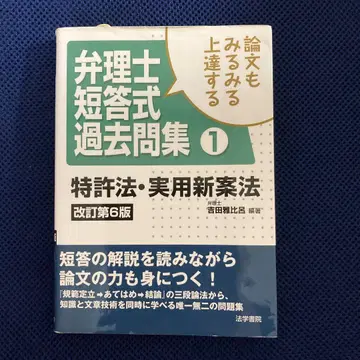 論文も
みるみる
上達する
弁理士
短答式
過去問集 1
特許法・実用新案法
改訂第6版
弁理士
吉田雅比呂 編著
短答の解説を読みながら
論文の力も身につく!
『規範定立➡あてはめ➡結論』の三段論法から、
知識と文章技術を同時に学べる唯一無二の問題集
法学書院